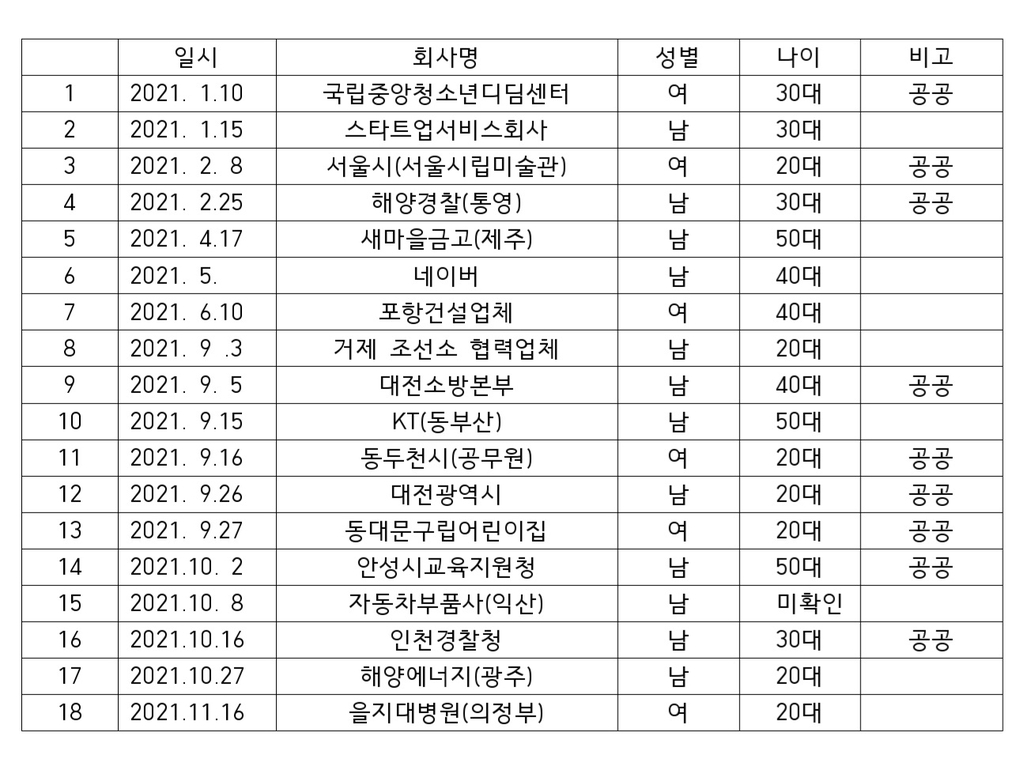 일시 회사명 성별 나이 비고
1 2021. 1.10 국립중앙청소년디딤센터 여 30대 공공
2 2021. 1.15 스타트업서비스회사 남 30대
3 2021. 2. 8 서울시(서울시립미술관) 여 20대 공공
4 2021. 2.25 해양경찰(통영) 남 30대 공공
5 2021. 4.17 새마을금고(제주) 남 50대
6 2021. 5. 네이버 남 40대
7 2021. 6.10 포항건설업체 여 40대
8 2021. 9 .3 거제 조선소 협력업체 남 20대
9 2021. 9. 5 대전소방본부 남 40대 공공
10 2021. 9.15 KT(동부산) 남 50대
11 2021. 9.16 동두천시(공무원) 여 20대 공공
12 2021. 9.26 대전광역시 남 20대 공공
13 2021. 9.27 동대문구립어린이집 여 20대 공공
14 2021.10. 2 안성시교육지원청 남 50대 공공
15 2021.10. 8 자동차부품사(익산) 남 미확인
16 2021.10.16 인천경찰청 남 30대 공공
17 2021.10.27 해양에너지(광주) 남 20대
18 2021.11.16 을지대병원(의정부) 여 20대